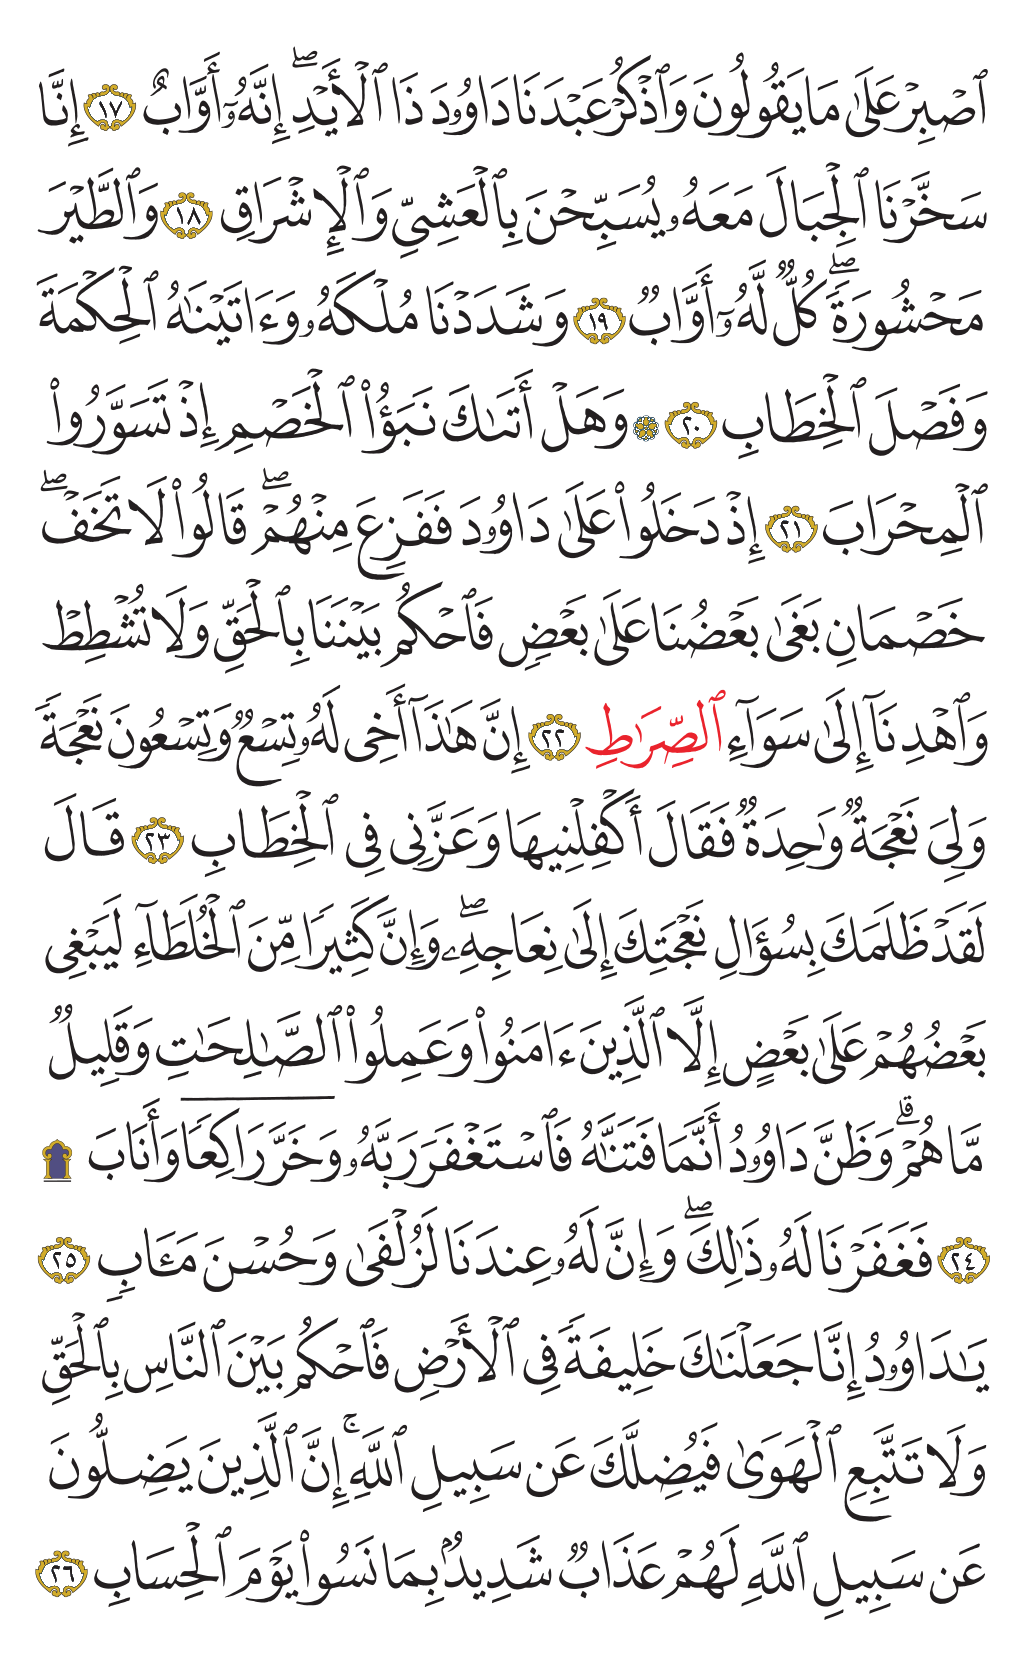 ٱصۡبِرۡ عَلَىٰ مَا يَقُولُونَ وَٱذۡكُرۡ عَبۡدَنَا دَاوُۥدَ ذَا ٱلۡأَيۡدِۖ إِنَّهُۥٓ أَوَّابٌ ١٧ إِنَّا
سَخَّرۡنَا ٱلۡجِبَالَ مَعَهُۥ يُسَبِّحۡنَ بِٱلۡعَشِيِّ وَٱلۡإِشۡرَاقِ ١٨ وَٱلطَّيۡرَ
مَحۡشُورَةٗۖ كُلّٞ لَّهُۥٓ أَوَّابٞ ١٩ وَشَدَدۡنَا مُلۡكَهُۥ وَءَاتَيۡنَٰهُ ٱلۡحِكۡمَةَ
وَفَصۡلَ ٱلۡخِطَابِ ٢٠ ۞ وَهَلۡ أَتَىٰكَ نَبَؤُاْ ٱلۡخَصۡمِ إِذۡ تَسَوَّرُواْ
ٱلۡمِحۡرَابَ ٢١ إِذۡ دَخَلُواْ عَلَىٰ دَاوُۥدَ فَفَزِعَ مِنۡهُمۡۖ قَالُواْ لَا تَخَفۡۖ
خَصۡمَانِ بَغَىٰ بَعۡضُنَا عَلَىٰ بَعۡضٖ فَٱحۡكُم بَيۡنَنَا بِٱلۡحَقِّ وَلَا تُشۡطِطۡ
وَٱهۡدِنَآ إِلَىٰ سَوَآءِ ٱلصِّرَٰطِ ٢٢ إِنَّ هَٰذَآ أَخِي لَهُۥ تِسۡعٞ وَتِسۡعُونَ نَعۡجَةٗ
وَلِيَ نَعۡجَةٞ وَٰحِدَةٞ فَقَالَ أَكۡفِلۡنِيهَا وَعَزَّنِي فِي ٱلۡخِطَابِ ٢٣ قَالَ
لَقَدۡ ظَلَمَكَ بِسُؤَالِ نَعۡجَتِكَ إِلَىٰ نِعَاجِهِۦۖ وَإِنَّ كَثِيرٗا مِّنَ ٱلۡخُلَطَآءِ لَيَبۡغِي
بَعۡضُهُمۡ عَلَىٰ بَعۡضٍ إِلَّا ٱلَّذِينَ ءَامَنُواْ وَعَمِلُواْ ٱلصَّٰلِحَٰتِ وَقَلِيلٞ
مَّا هُمۡۗ وَظَنَّ دَاوُۥدُ أَنَّمَا فَتَنَّٰهُ فَٱسۡتَغۡفَرَ رَبَّهُۥ وَخَرَّۤ رَاكِعٗاۤ وَأَنَابَ ۩
٢٤ فَغَفَرۡنَا لَهُۥ ذَٰلِكَۖ وَإِنَّ لَهُۥ عِندَنَا لَزُلۡفَىٰ وَحُسۡنَ مَـَٔابٖ ٢٥
يَٰدَاوُۥدُ إِنَّا جَعَلۡنَٰكَ خَلِيفَةٗ فِي ٱلۡأَرۡضِ فَٱحۡكُم بَيۡنَ ٱلنَّاسِ بِٱلۡحَقِّ
وَلَا تَتَّبِعِ ٱلۡهَوَىٰ فَيُضِلَّكَ عَن سَبِيلِ ٱللَّهِۚ إِنَّ ٱلَّذِينَ يَضِلُّونَ
عَن سَبِيلِ ٱللَّهِ لَهُمۡ عَذَابٞ شَدِيدُۢ بِمَا نَسُواْ يَوۡمَ ٱلۡحِسَابِ ٢٦